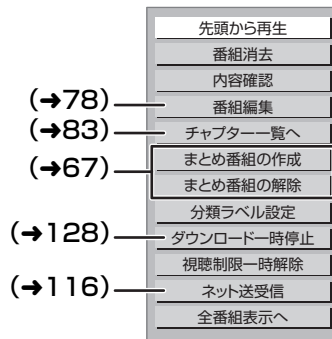 先頭から再生
番組消去
内容確認
(→78) 番組編集
(→83) チャプター一覧へ
(→67) まとめ番組の作成
まとめ番組の解除
分類ラベル設定
(→128) ダウンロード一時停止
視聴制限一時解除
(→116) ネット送受信
全番組表示へ